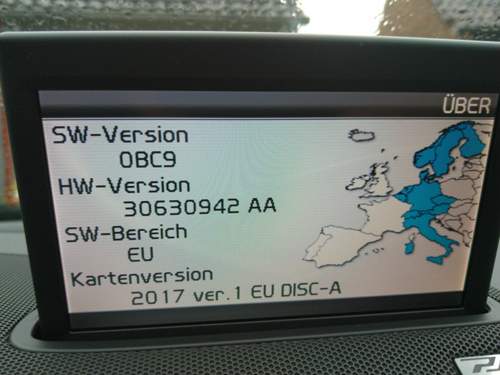 ÜBER
SW-Version
0BC9
HW-Version
30630942 AA
SW-Bereich
EU
Kartenversion
2017 ver.1 EU DISC-A